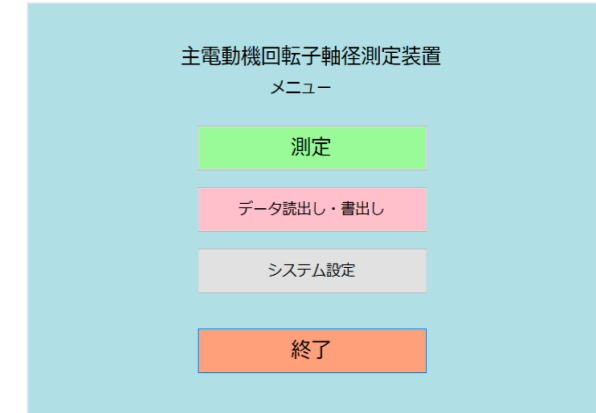 主電動機回転子軸径測定装置
メニュー
測定
データ読出し・書出し
システム設定
終了